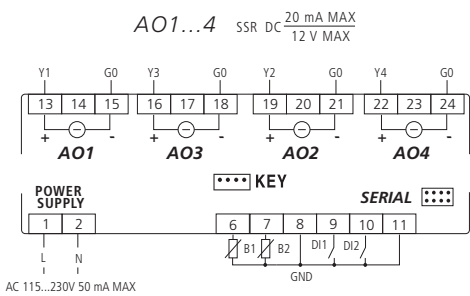 AO1...4 SSR DC 20 mA MAX
12 V MAX
Y1 G0 Y3 G0 Y2 G0 Y4 G0
13 14 15 16 17 18 19 20 21 22 23 24
+ - + - + - + -
AO1 AO3 AO2 AO4
KEY
POWER
SUPPLY
SERIAL
1 2 6 7 8 9 10 11
L N B1 B2 DI1 DI2
GND
AC 115...230V 50 mA MAX